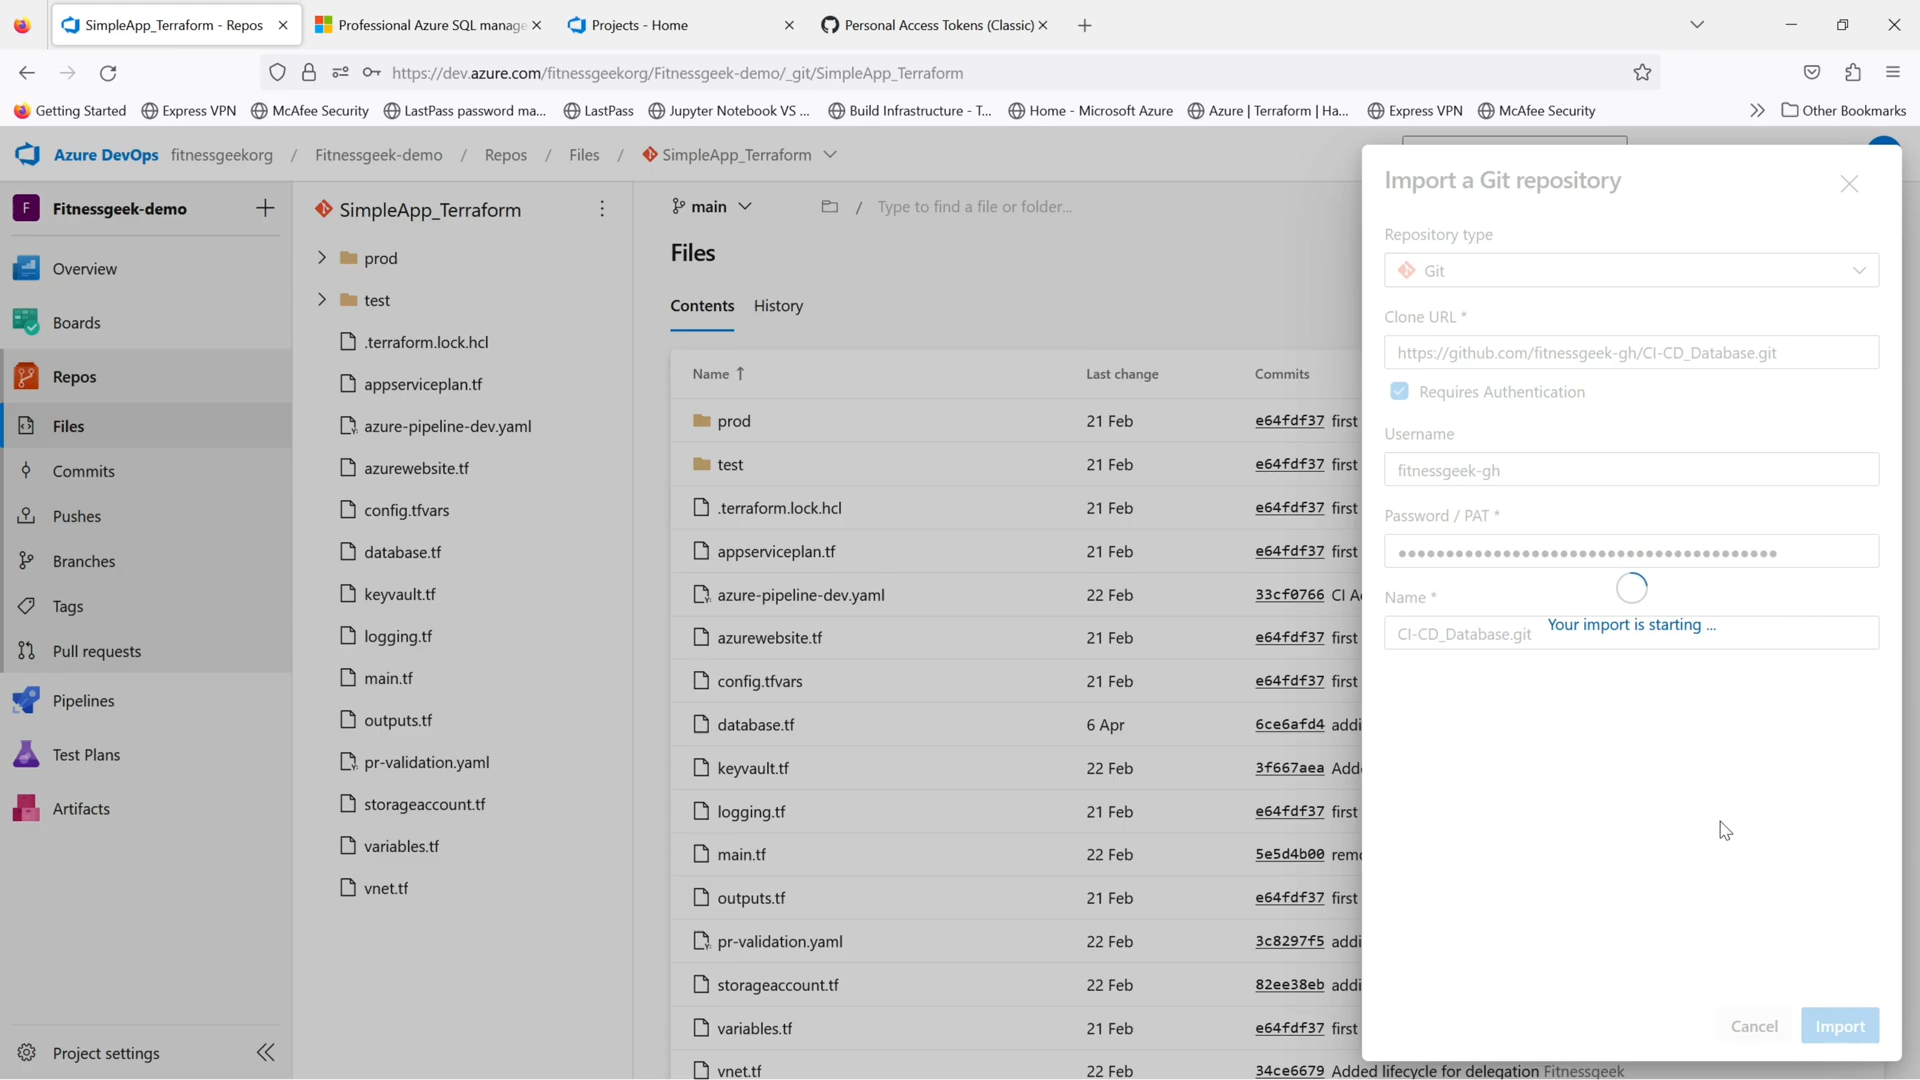 SimpleApp_Terraform - Repos
Professional Azure SQL manage
Projects - Home
Personal Access Tokens (Classic)
https://dev.azure.com/fitnessgeekorg/Fitnessgeek-demo/_git/SimpleApp_Terraform
Getting Started
Express VPN
McAfee Security
LastPass password ma...
LastPass
Jupyter Notebook VS ...
Build Infrastructure - T...
Home - Microsoft Azure
Azure | Terraform | Ha...
Express VPN
McAfee Security
Other Bookmarks
Azure DevOps fitnessgeekorg / Fitnessgeek-demo / Repos / Files / SimpleApp_Terraform
F Fitnessgeek-demo
Overview
Boards
Repos
Files
Commits
Pushes
Branches
Tags
Pull requests
Pipelines
Test Plans
Artifacts
Project settings
SimpleApp_Terraform
prod
test
.terraform.lock.hcl
appserviceplan.tf
azure-pipeline-dev.yaml
azurewebsite.tf
config.tfvars
database.tf
keyvault.tf
logging.tf
main.tf
outputs.tf
pr-validation.yaml
storageaccount.tf
variables.tf
vnet.tf
main / Type to find a file or folder...
Files
Contents History
Name ↑ Last change Commits
prod 21 Feb e64fdf37 first
test 21 Feb e64fdf37 first
.terraform.lock.hcl 21 Feb e64fdf37 first
appserviceplan.tf 21 Feb e64fdf37 first
azure-pipeline-dev.yaml 22 Feb 33cf0766 CI Ac
azurewebsite.tf 21 Feb e64fdf37 first
config.tfvars 21 Feb e64fdf37 first
database.tf 6 Apr 6ce6afd4 addi
keyvault.tf 22 Feb 3f667aea Adde
logging.tf 21 Feb e64fdf37 first
main.tf 22 Feb 5e5d4b00 remo
outputs.tf 21 Feb e64fdf37 first
pr-validation.yaml 22 Feb 3c8297f5 addi
storageaccount.tf 22 Feb 82ee38eb addi
variables.tf 21 Feb e64fdf37 first
vnet.tf 22 Feb 34ce6679 Added lifecycle for delegation Fitnessgeek
Import a Git repository
Repository type
Git
Clone URL *
https://github.com/fitnessgeek-gh/CI-CD_Database.git
Requires Authentication
Username
fitnessgeek-gh
Password / PAT *
Name *
Your import is starting ...
CI-CD_Database.git
Cancel Import